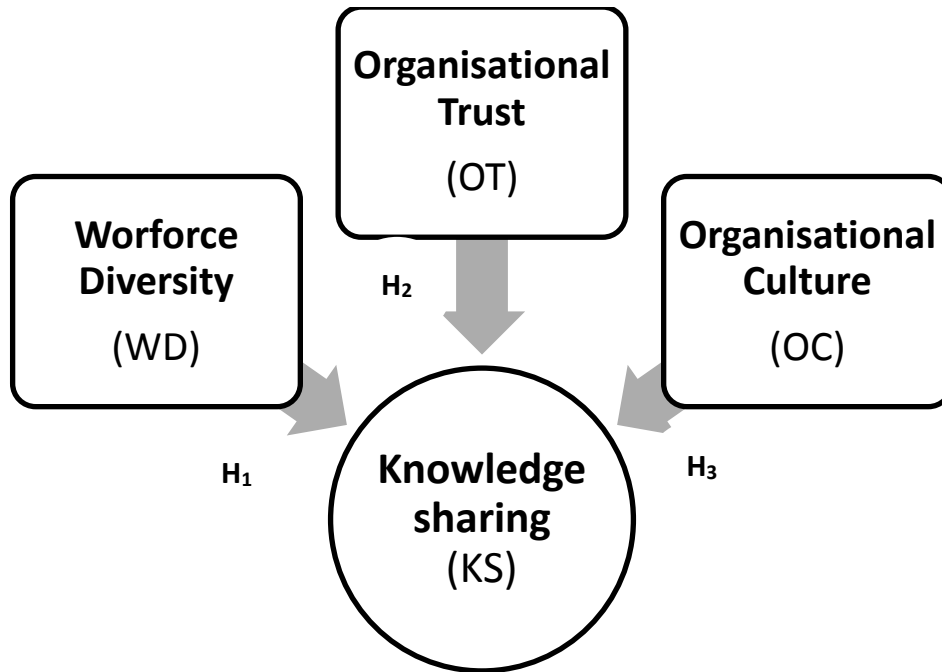 Organisational
Trust
(OT)
Worforce
Diversity
(WD)
Organisational
Culture
(OC)
H₂
H₁
H₃
Knowledge
sharing
(KS)